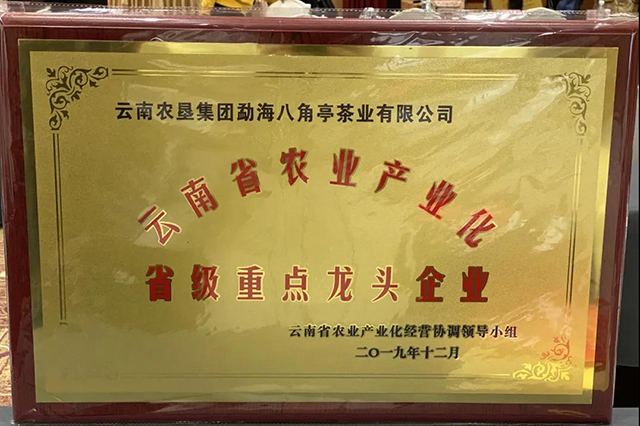 云南农垦集团勐海八角亭茶业有限公司
云南省农业产业化
省级重点龙头企业
云南省农业产业化经营协调领导小组
二〇一九年十二月